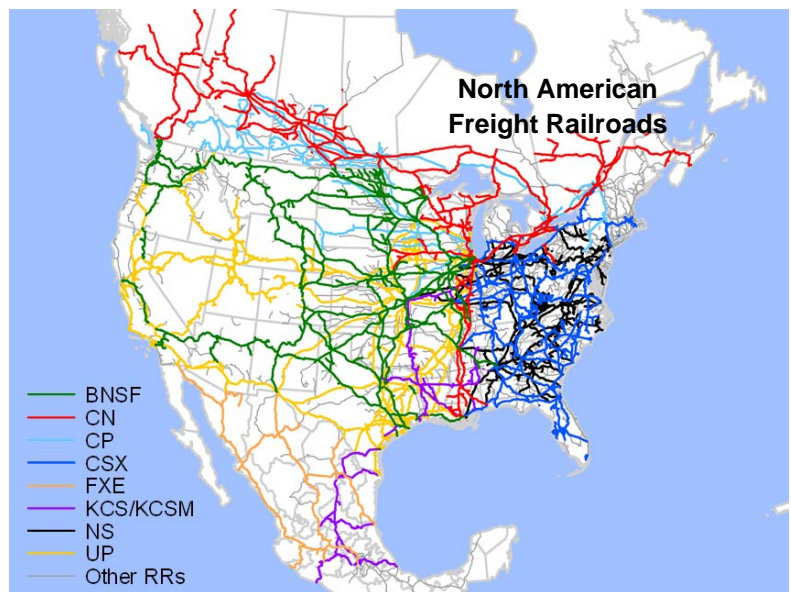 North American
Freight Railroads
BNSF
CN
CP
CSX
FXE
KCS/KCSM
NS
UP
Other RRs